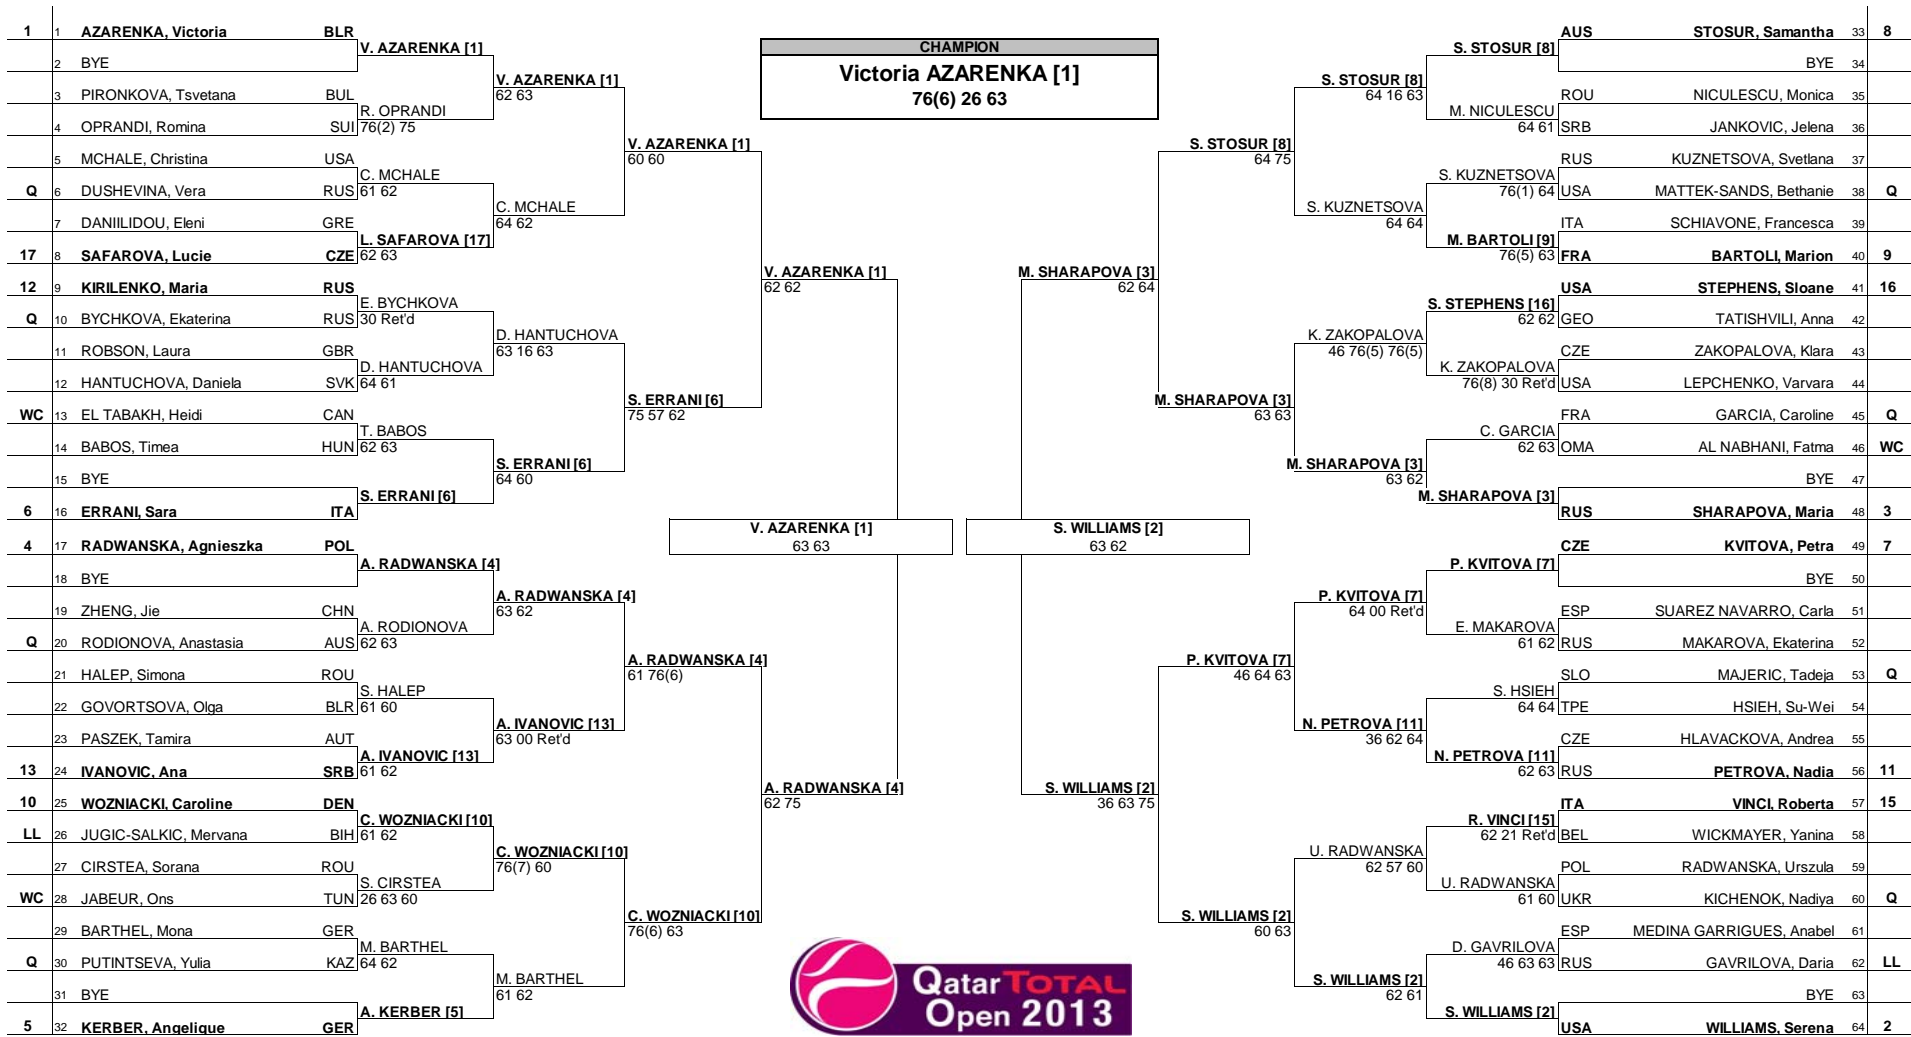 1 1 AZARENKA, Victoria BLR
2 BYE
3 PIRONKOVA, Tsvetana BUL
4 OPRANDI, Romina SUI
5 MCHALE, Christina USA
Q 6 DUSHEVINA, Vera RUS
7 DANIILIDOU, Eleni GRE
17 8 SAFAROVA, Lucie CZE
12 9 KIRILENKO, Maria RUS
Q 10 BYCHKOVA, Ekaterina RUS
11 ROBSON, Laura GBR
12 HANTUCHOVA, Daniela SVK
WC 13 EL TABAKH, Heidi CAN
14 BABOS, Timea HUN
15 BYE
6 16 ERRANI, Sara ITA
4 17 RADWANSKA, Agnieszka POL
18 BYE
19 ZHENG, Jie CHN
Q 20 RODIONOVA, Anastasia AUS
21 HALEP, Simona ROU
22 GOVORTSOVA, Olga BLR
23 PASZEK, Tamira AUT
13 24 IVANOVIC, Ana SRB
10 25 WOZNIACKI, Caroline DEN
LL 26 JUGIC-SALKIC, Mervana BIH
27 CIRSTEA, Sorana ROU
WC 28 JABEUR, Ons TUN
29 BARTHEL, Mona GER
Q 30 PUTINTSEVA, Yulia KAZ
31 BYE
5 32 KERBER, Angelique GER
V. AZARENKA [1]
R. OPRANDI
76(2) 75
C. MCHALE
61 62
L. SAFAROVA [17]
62 63
E. BYCHKOVA
30 Ret'd
D. HANTUCHOVA
64 61
T. BABOS
62 63
S. ERRANI [6]
A. RADWANSKA [4]
A. RODIONOVA
62 63
S. HALEP
61 60
A. IVANOVIC [13]
61 62
C. WOZNIACKI [10]
61 62
S. CIRSTEA
26 63 60
M. BARTHEL
64 62
A. KERBER [5]
V. AZARENKA [1]
62 63
C. MCHALE
64 62
D. HANTUCHOVA
63 16 63
S. ERRANI [6]
64 60
A. RADWANSKA [4]
63 62
A. IVANOVIC [13]
63 00 Ret'd
C. WOZNIACKI [10]
76(7) 60
M. BARTHEL
61 62
V. AZARENKA [1]
60 60
S. ERRANI [6]
75 57 62
A. RADWANSKA [4]
61 76(6)
C. WOZNIACKI [10]
76(6) 63
V. AZARENKA [1]
62 62
A. RADWANSKA [4]
62 75
CHAMPION
Victoria AZARENKA [1]
76(6) 26 63
V. AZARENKA [1]
63 63
S. WILLIAMS [2]
63 62
Qatar TOTAL
Open 2013
M. SHARAPOVA [3]
62 64
S. WILLIAMS [2]
36 63 75
S. STOSUR [8]
64 75
M. SHARAPOVA [3]
63 63
P. KVITOVA [7]
46 64 63
S. WILLIAMS [2]
60 63
S. STOSUR [8]
64 16 63
S. KUZNETSOVA
64 64
K. ZAKOPALOVA
46 76(5) 76(5)
M. SHARAPOVA [3]
63 62
P. KVITOVA [7]
64 00 Ret'd
N. PETROVA [11]
36 62 64
U. RADWANSKA
62 57 60
S. WILLIAMS [2]
62 61
S. STOSUR [8]
M. NICULESCU
64 61
S. KUZNETSOVA
76(1) 64
M. BARTOLI [9]
76(5) 63
S. STEPHENS [16]
62 62
K. ZAKOPALOVA
76(8) 30 Ret'd
C. GARCIA
62 63
M. SHARAPOVA [3]
P. KVITOVA [7]
E. MAKAROVA
61 62
S. HSIEH
64 64
N. PETROVA [11]
62 63
R. VINCI [15]
62 21 Ret'd
U. RADWANSKA
61 60
D. GAVRILOVA
46 63 63
S. WILLIAMS [2]
AUS STOSUR, Samantha 33 8
BYE 34
ROU NICULESCU, Monica 35
SRB JANKOVIC, Jelena 36
RUS KUZNETSOVA, Svetlana 37
USA MATTEK-SANDS, Bethanie 38 Q
ITA SCHIAVONE, Francesca 39
FRA BARTOLI, Marion 40 9
USA STEPHENS, Sloane 41 16
GEO TATISHVILI, Anna 42
CZE ZAKOPALOVA, Klara 43
USA LEPCHENKO, Varvara 44
FRA GARCIA, Caroline 45 Q
OMA AL NABHANI, Fatma 46 WC
BYE 47
RUS SHARAPOVA, Maria 48 3
CZE KVITOVA, Petra 49 7
BYE 50
ESP SUAREZ NAVARRO, Carla 51
RUS MAKAROVA, Ekaterina 52
SLO MAJERIC, Tadeja 53 Q
TPE HSIEH, Su-Wei 54
CZE HLAVACKOVA, Andrea 55
RUS PETROVA, Nadia 56 11
ITA VINCI, Roberta 57 15
BEL WICKMAYER, Yanina 58
POL RADWANSKA, Urszula 59
UKR KICHENOK, Nadiya 60 Q
ESP MEDINA GARRIGUES, Anabel 61
RUS GAVRILOVA, Daria 62 LL
BYE 63
USA WILLIAMS, Serena 64 2